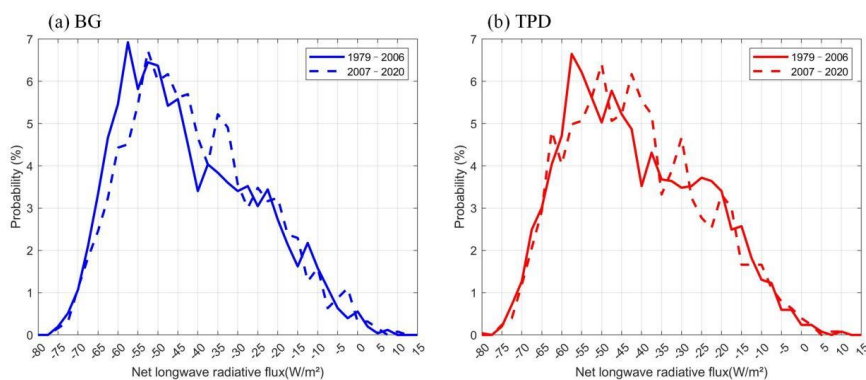 (a) BG
(b) TPD
7
6
5
4
3
2
1
0
Probability (%)
1979–2006
2007–2020
-80 -75 -70 -65 -60 -55 -50 -45 -40 -35 -30 -25 -20 -15 -10 -5 0 5 10 15
Net longwave radiative flux(W/m²)
7
6
5
4
3
2
1
0
Probability (%)
1979–2006
2007–2020
-80 -75 -70 -65 -60 -55 -50 -45 -40 -35 -30 -25 -20 -15 -10 -5 0 5 10 15
Net longwave radiative flux(W/m²)